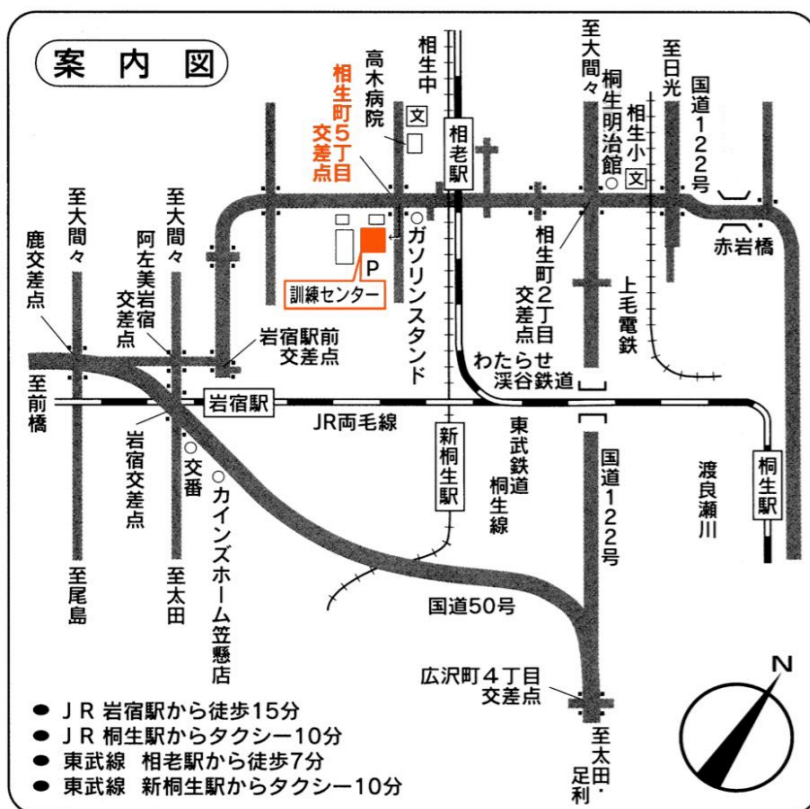 案内図
相生町5丁目
交差点
高木病院
相生中
文
相老駅
至大間々
桐生明治館
相生小
文
至日光
国道122号
至大間々
至大間々
鹿交差点
阿左美岩宿
交差点
岩宿駅前
交差点
P
訓練センター
ガソリンスタンド
相生町2丁目
交差点
上毛電鉄
赤岩橋
わたらせ
渓谷鉄道
至前橋
岩宿駅
JR両毛線
岩宿交差点
交番
カインズホーム笠懸店
新桐生駅
東武鉄道
桐生線
国道122号
渡良瀬川
桐生駅
至尾島
至太田
国道50号
広沢町4丁目
交差点
至太田・
足利
N
● JR 岩宿駅から徒歩15分
● JR 桐生駅からタクシー10分
● 東武線 相老駅から徒歩7分
● 東武線 新桐生駅からタクシー10分